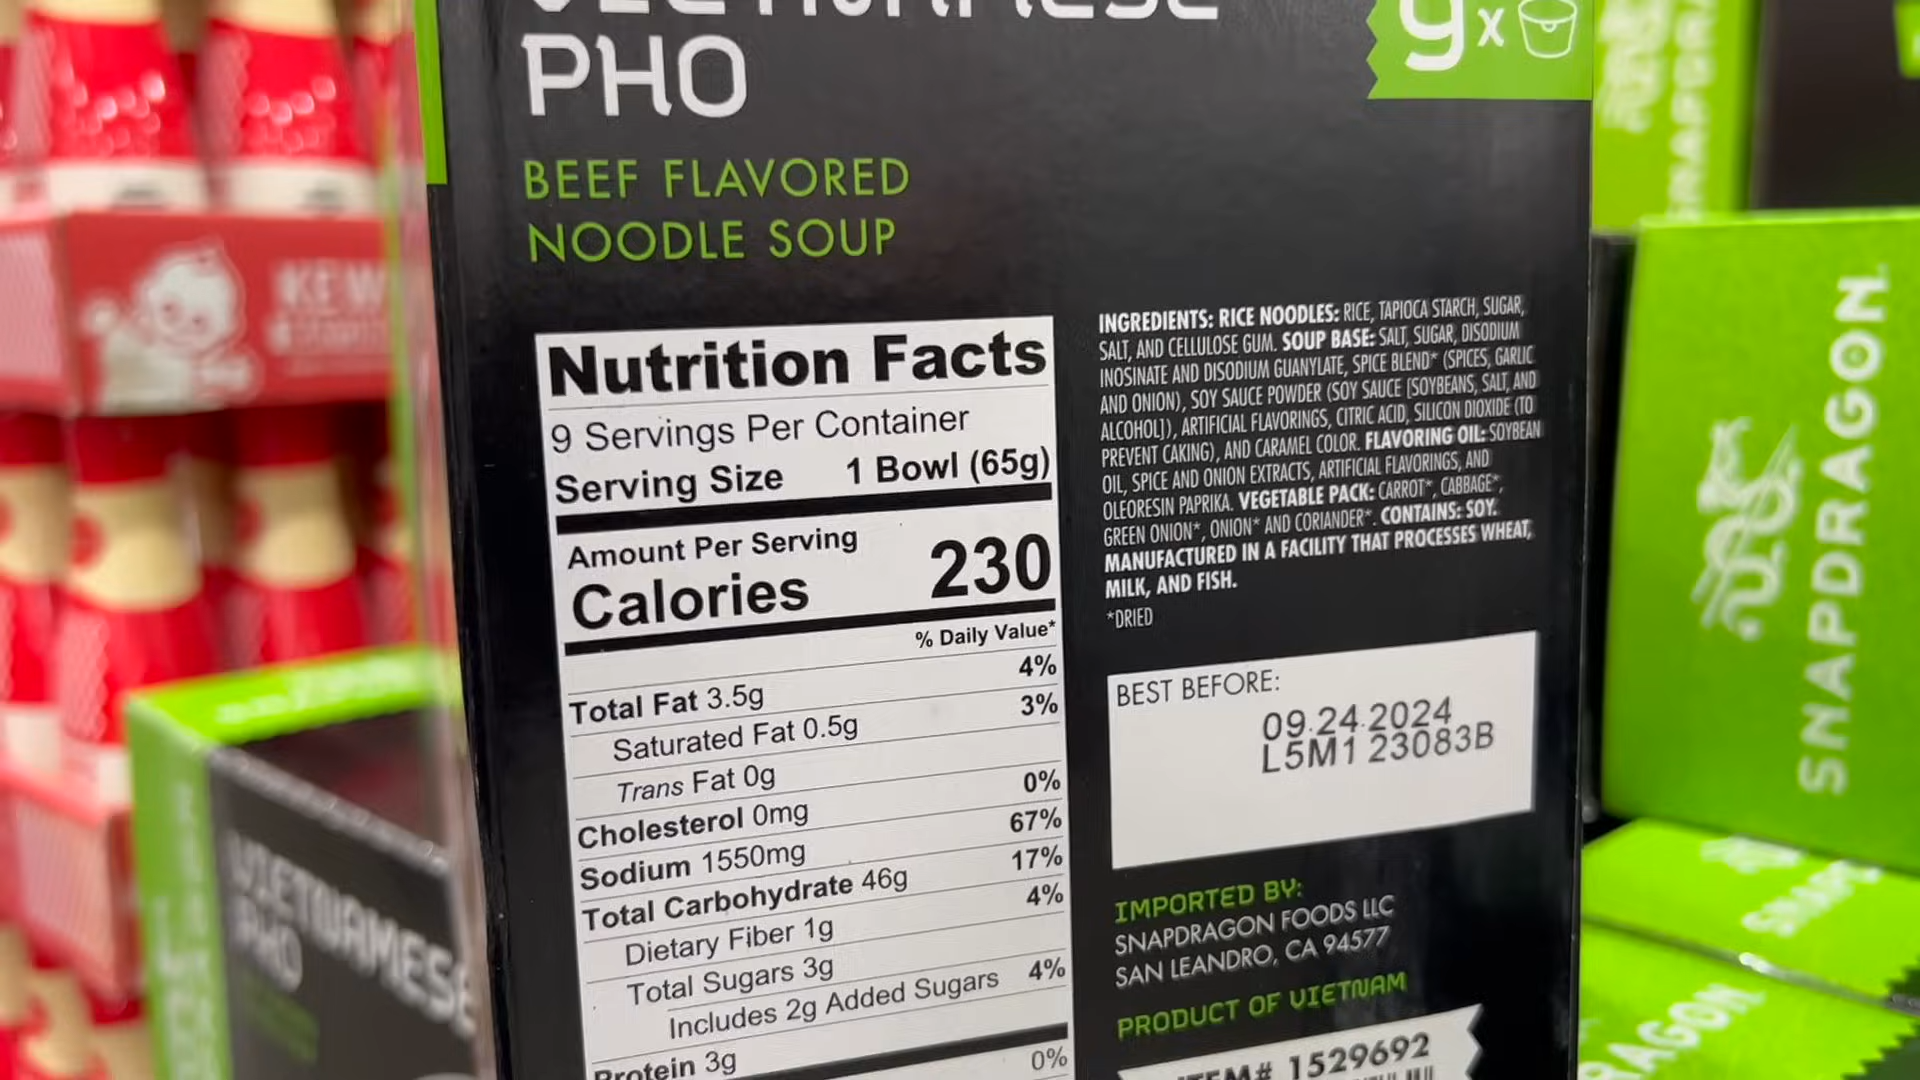 VIETNAMESE
PHO
9x
BEEF FLAVORED
NOODLE SOUP
Nutrition Facts
9 Servings Per Container
Serving Size 1 Bowl (65g)
Amount Per Serving
Calories 230
% Daily Value*
Total Fat 3.5g 4%
Saturated Fat 0.5g 3%
Trans Fat 0g
Cholesterol 0mg 0%
Sodium 1550mg 67%
Total Carbohydrate 46g 17%
Dietary Fiber 1g 4%
Total Sugars 3g
Includes 2g Added Sugars 4%
Protein 3g
0%
INGREDIENTS: RICE NOODLES: RICE, TAPIOCA STARCH, SUGAR,
SALT, AND CELLULOSE GUM. SOUP BASE: SALT, SUGAR, DISODIUM
INOSINATE AND DISODIUM GUANYLATE, SPICE BLEND* (SPICES, GARLIC
AND ONION), SOY SAUCE POWDER (SOY SAUCE [SOYBEANS, SALT, AND
ALCOHOL]), ARTIFICIAL FLAVORINGS, CITRIC ACID, SILICON DIOXIDE (TO
PREVENT CAKING), AND CARAMEL COLOR. FLAVORING OIL: SOYBEAN
OIL, SPICE AND ONION EXTRACTS, ARTIFICIAL FLAVORINGS, AND
OLEORESIN PAPRIKA. VEGETABLE PACK: CARROT*, CABBAGE*,
GREEN ONION*, ONION* AND CORIANDER*. CONTAINS: SOY.
MANUFACTURED IN A FACILITY THAT PROCESSES WHEAT,
MILK, AND FISH.
*DRIED
BEST BEFORE:
09.24.2024
L5M1 23083B
IMPORTED BY:
SNAPDRAGON FOODS LLC
SAN LEANDRO, CA 94577
PRODUCT OF VIETNAM
ITEM# 1529692
SNAPDRAGON
KEW
VIETNAMESE
PHO